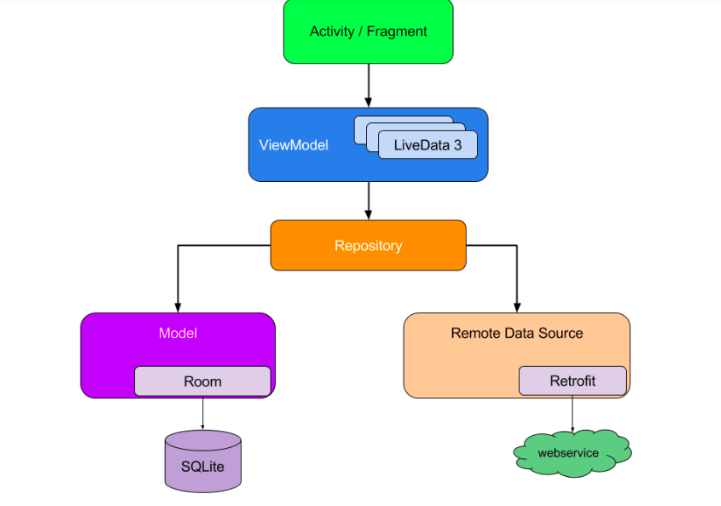 Activity / Fragment
ViewModel
LiveData 3
Repository
Model
Remote Data Source
Room
Retrofit
SQLite
webservice